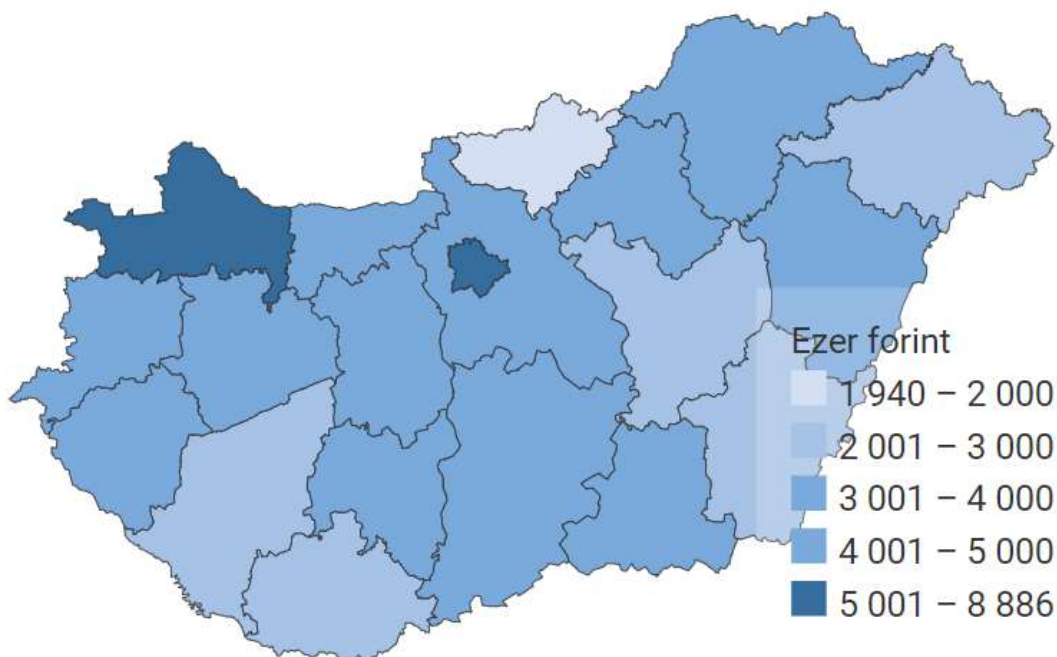 Ezer forint
1 940 – 2 000
2 001 – 3 000
3 001 – 4 000
4 001 – 5 000
5 001 – 8 886